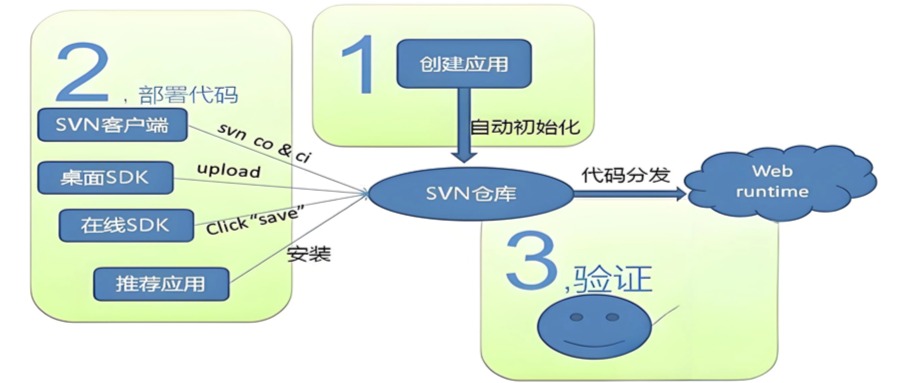 1
创建应用
自动初始化
2，部署代码
SVN客户端
svn co & ci
桌面SDK
upload
在线SDK
Click“save”
推荐应用
安装
SVN仓库
代码分发
Web
runtime
3,验证